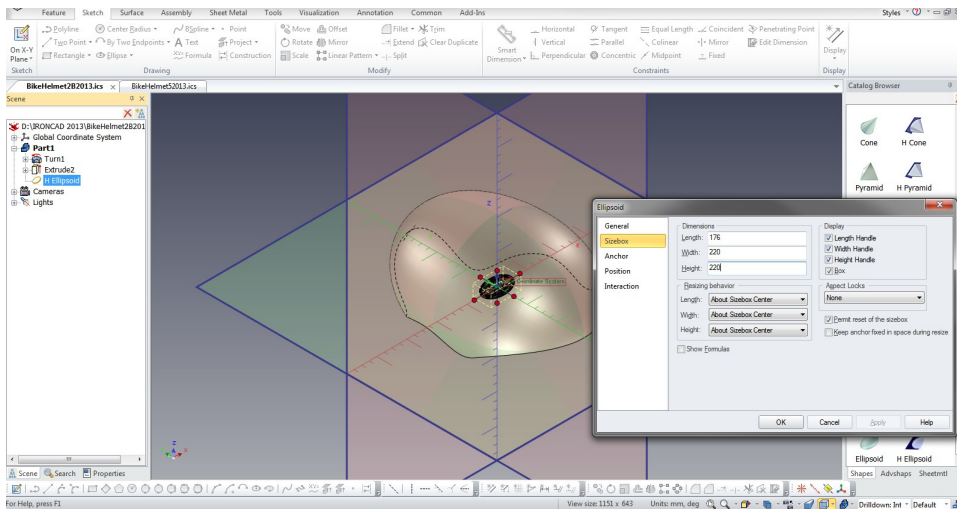 Feature Sketch Surface Assembly Sheet Metal Tools Visualization Annotation Common Add-Ins Styles
Polyline Center Radius BSpline Point Move Offset Fillet Trim Horizontal Tangent Equal Length Coincident Penetrating Point
Two Point By Two Endpoints Text Project Rotate Mirror Extend Clear Duplicate Vertical Parallel Colinear Mirror Edit Dimension
On X-Y
Plane
Rectangle Ellipse Formula Construction Scale Linear Pattern Split
Smart
Dimension
Perpendicular Concentric Midpoint Fixed
Display
Sketch Drawing Modify Constraints Display
BikeHelmet2B2013.ics BikeHelmet52013.ics
Scene
Catalog Browser
D:\IRONCAD 2013\BikeHelmet2B201
Global Coordinate System
Part1
Turn1
Extrude2
H Ellipsoid
Cameras
Lights
Cone H Cone
Pyramid H Pyramid
Z
Ellipsoid
General
Sizebox
Anchor
Position
Interaction
Dimensions
Length: 176
Width: 220
Height: 220
Display
Length Handle
Width Handle
Height Handle
Box
Resizing behavior
Length: About Sizebox Center
Width: About Sizebox Center
Height: About Sizebox Center
Show Formulas
Aspect Locks
None
Permit reset of the sizebox
Keep anchor fixed in space during resize
OK Cancel Apply Help
Ellipsoid H Ellipsoid
Scene Search Properties
Shapes Advshaps Sheetmtl
For Help, press F1
View size: 1151 x 643 Units: mm, deg
Drilldown: Int Default